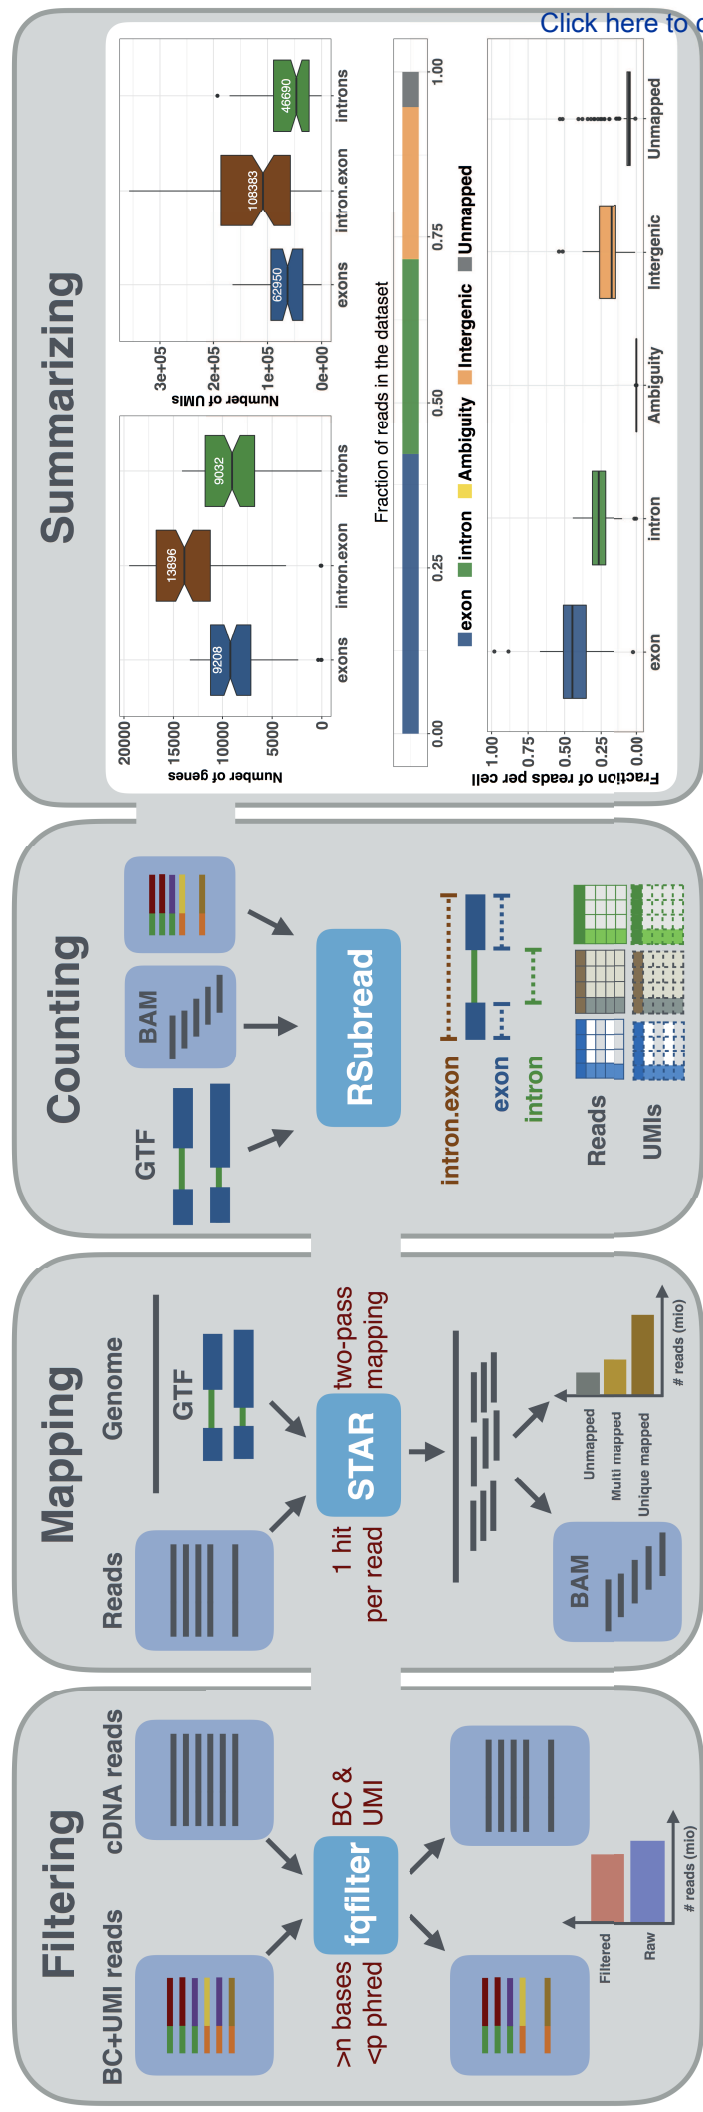 Click here to
Filtering
BC+UMI reads
cDNA reads
>n bases
<p phred
fqfilter
BC &
UMI
Filtered
Raw
# reads (mio)
Mapping
Reads
Genome
GTF
1 hit
per read
STAR
two-pass
mapping
BAM
Unmapped
Multi mapped
Unique mapped
# reads (mio)
Counting
GTF
BAM
RSubread
intron.exon
exon
intron
Reads
UMIs
Summarizing
Number of genes
20000
15000
10000
5000
0
9208
13896
9032
exons
intron.exon
introns
Number of UMIs
3e+05
2e+05
1e+05
0e+00
62950
108383
46690
exons
intron.exon
introns
Fraction of reads in the dataset
0.00
0.25
0.50
0.75
1.00
exon
intron
Ambiguity
Intergenic
Unmapped
Fraction of reads per cell
1.00
0.75
0.50
0.25
0.00
exon
intron
Ambiguity
Intergenic
Unmapped